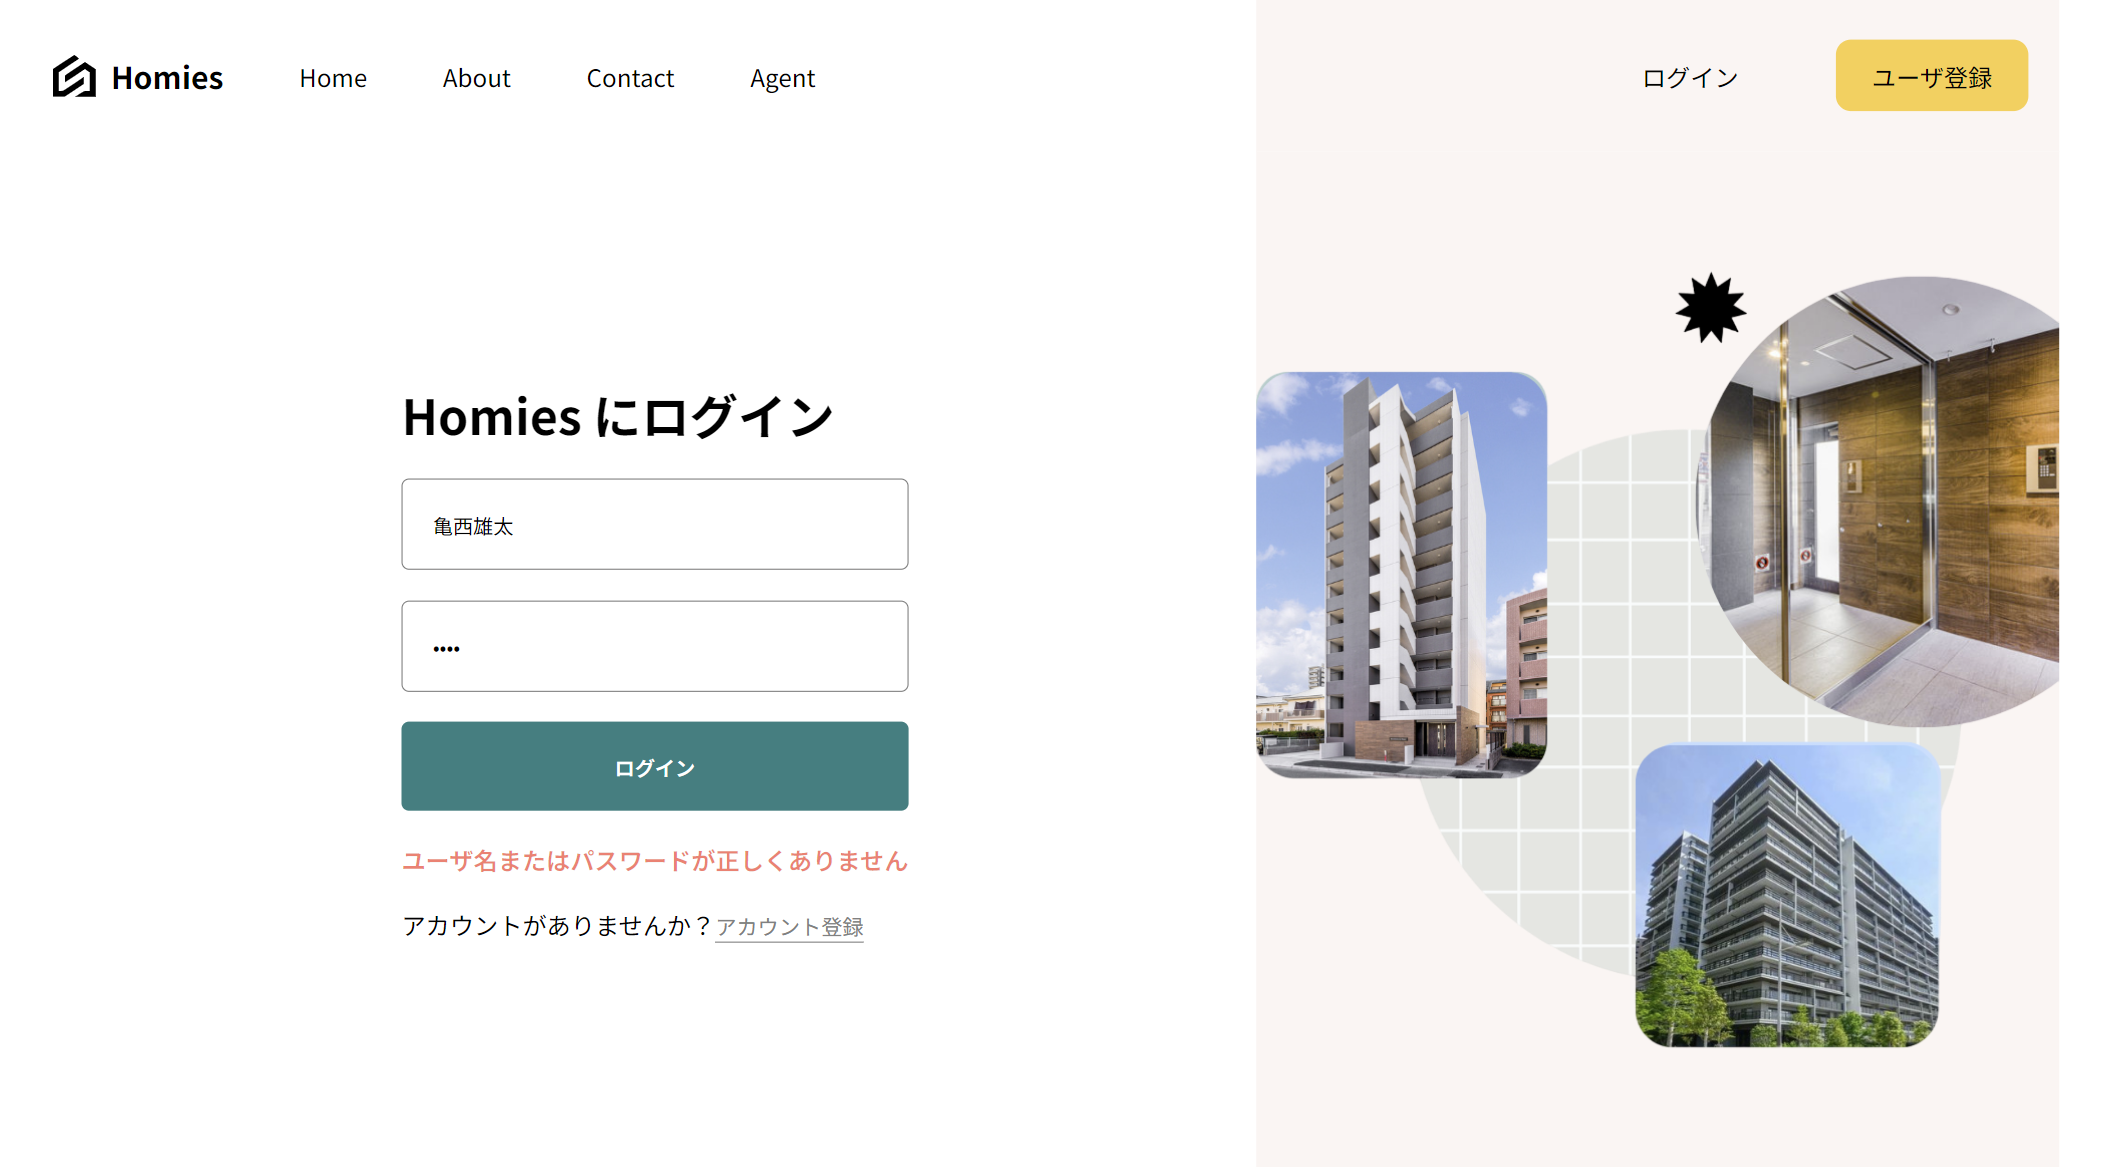 Homies
Home
About
Contact
Agent
ログイン
ユーザ登録
Homies にログイン
亀西雄太
••••
ログイン
ユーザ名またはパスワードが正しくありません
アカウントがありませんか？アカウント登録